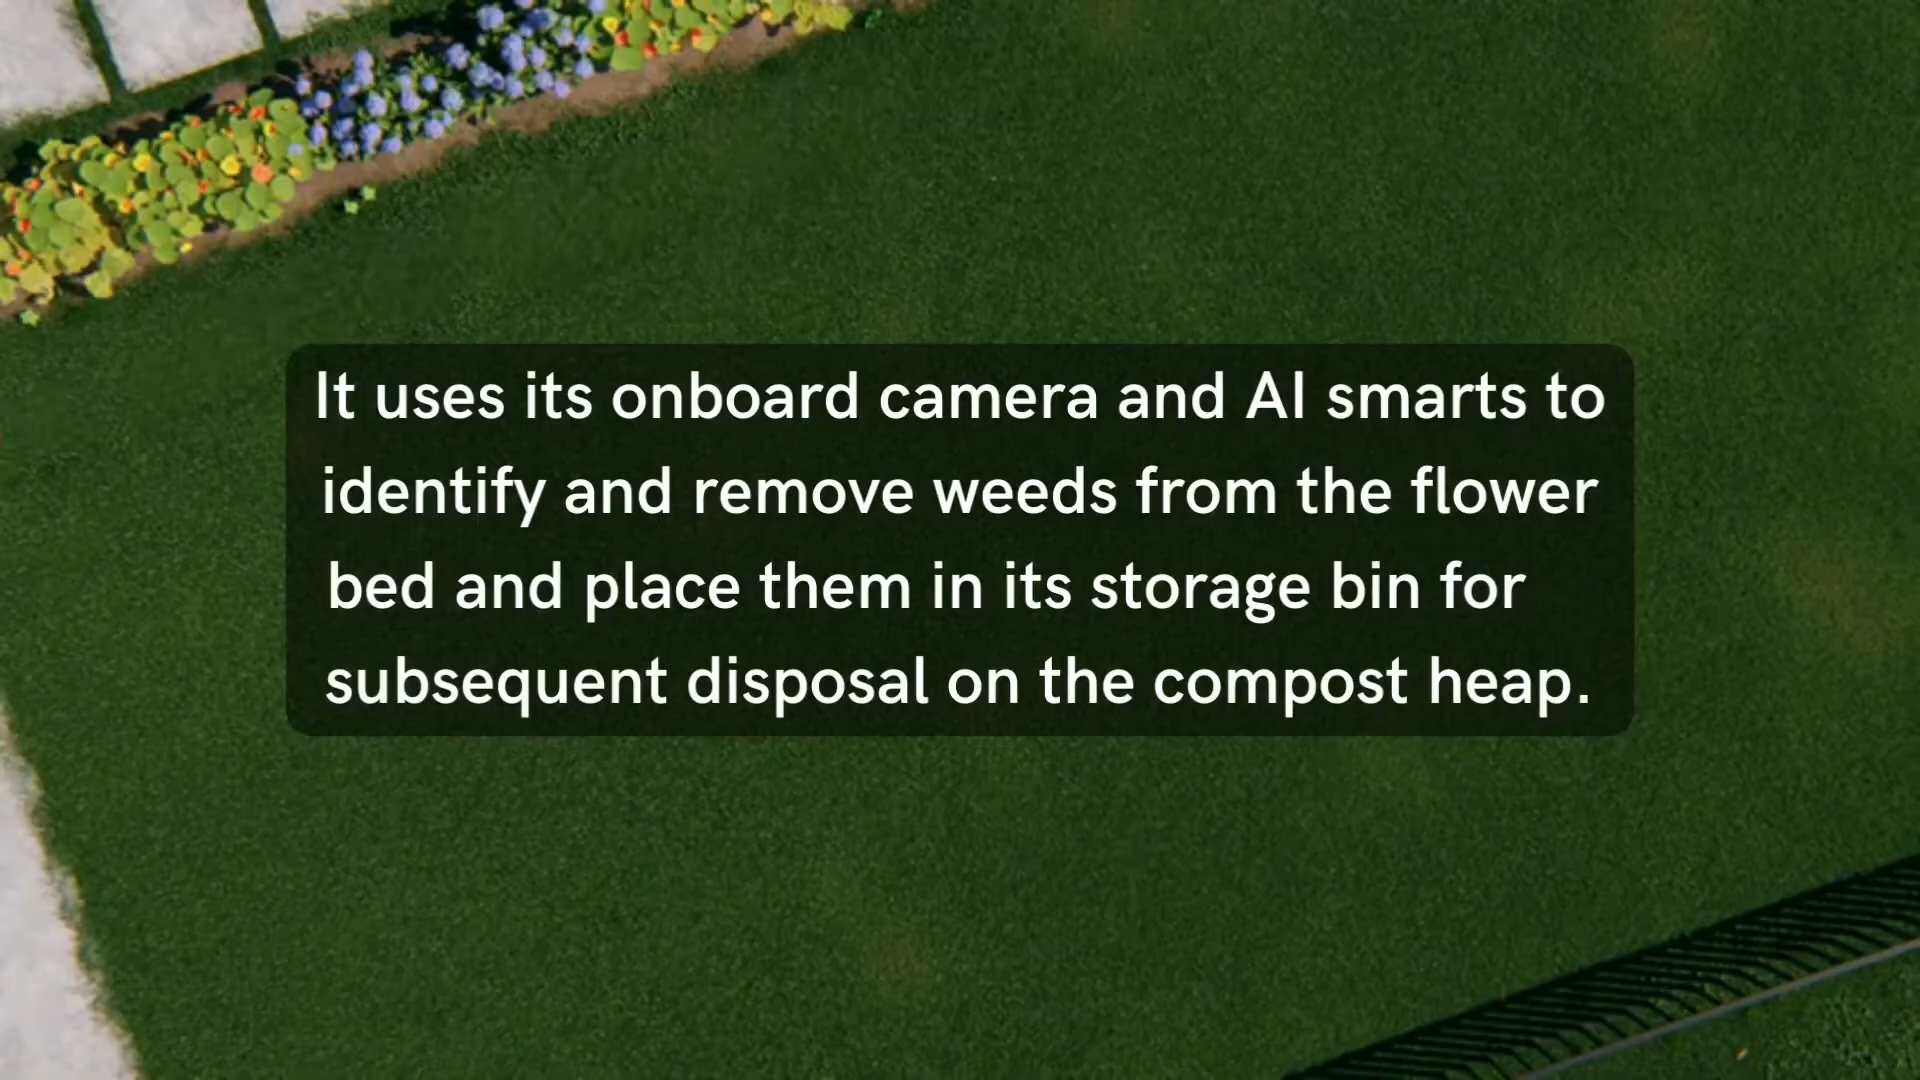 It uses its onboard camera and AI smarts to
identify and remove weeds from the flower
bed and place them in its storage bin for
subsequent disposal on the compost heap.